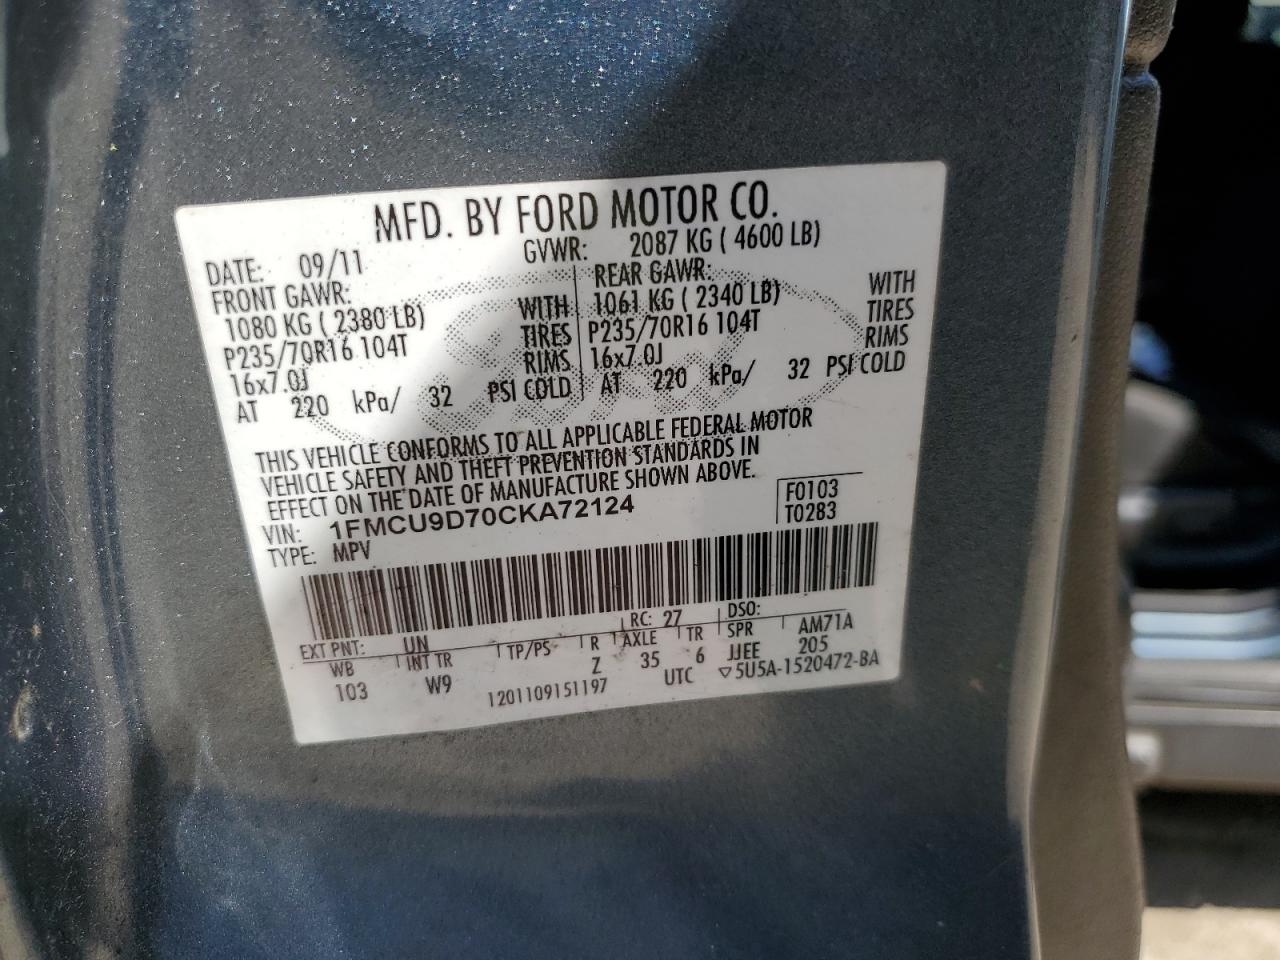 MFD. BY FORD MOTOR CO.
DATE: 09/11 GVWR: 2087 KG ( 4600 LB)
FRONT GAWR: REAR GAWR:
1080 KG ( 2380 LB) WITH 1061 KG ( 2340 LB) WITH
P235/70R16 104T TIRES P235/70R16 104T TIRES
16x7.0J RIMS 16x7.0J RIMS
AT 220 kPa/ 32 PSI COLD AT 220 kPa/ 32 PSI COLD
THIS VEHICLE CONFORMS TO ALL APPLICABLE FEDERAL MOTOR
VEHICLE SAFETY AND THEFT PREVENTION STANDARDS IN
EFFECT ON THE DATE OF MANUFACTURE SHOWN ABOVE.
VIN: 1FMCU9D70CKA72124 F0103
TYPE: MPV T0283
EXT PNT: UN RC: 27 DSO:
WB INT TR TP/PS R AXLE TR SPR AM71A
103 W9 Z 35 6 JJEE 205
1201109151197 UTC ▽5U5A-1520472-BA